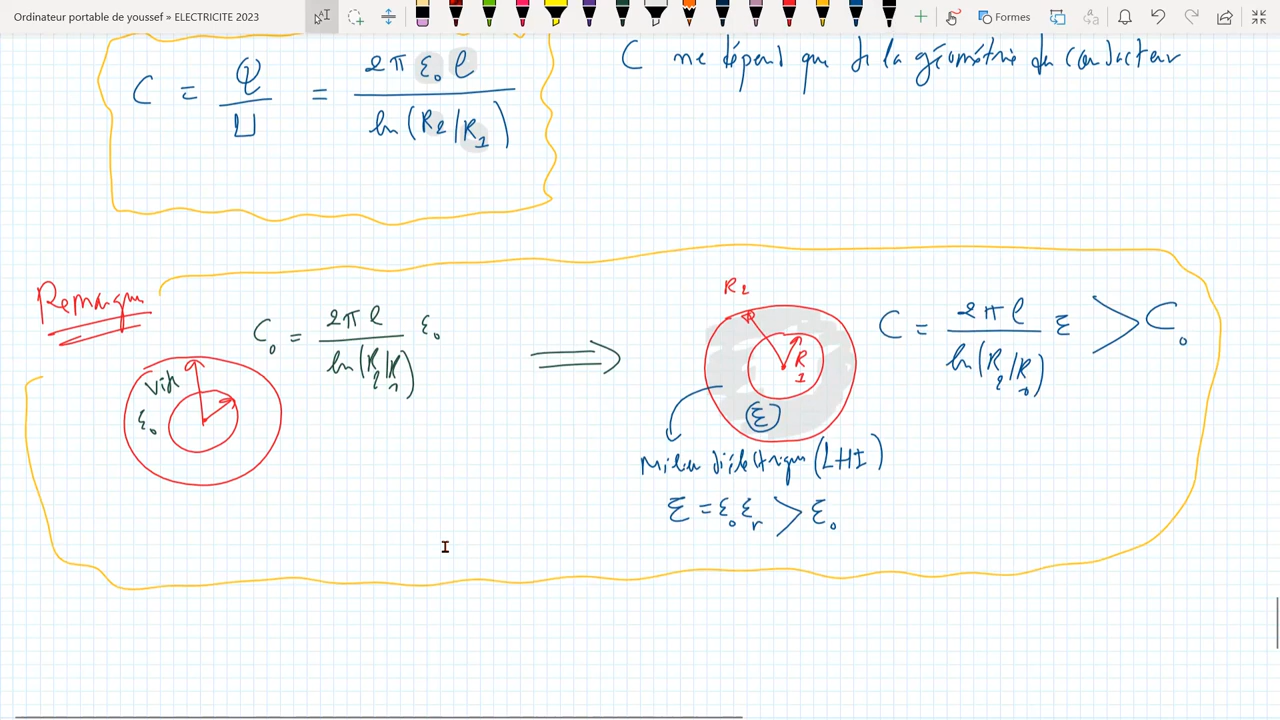 Ordinateur portable de youssef » ELECTRICITE 2023
Formes
C = Q/U = 2π ε₀ ℓ / ln(R₂/R₁)
C ne dépend que de la géométrie du conducteur
Remarque
C₀ = 2πℓ / ln(R₂/R₁) ε₀
Vide
ε₀
⟹
R₂
R₁
ε
C = 2πℓ / ln(R₂/R₁) ε > C₀
Milieu diélectrique (LHI)
ε = ε₀ εr > ε₀